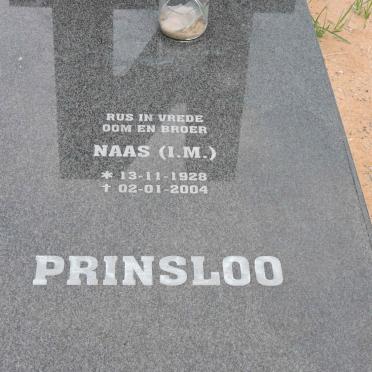 RUS IN VREDE
OOM EN BROER
NAAS (I.M.)
* 13-11-1928
† 02-01-2004
PRINSLOO